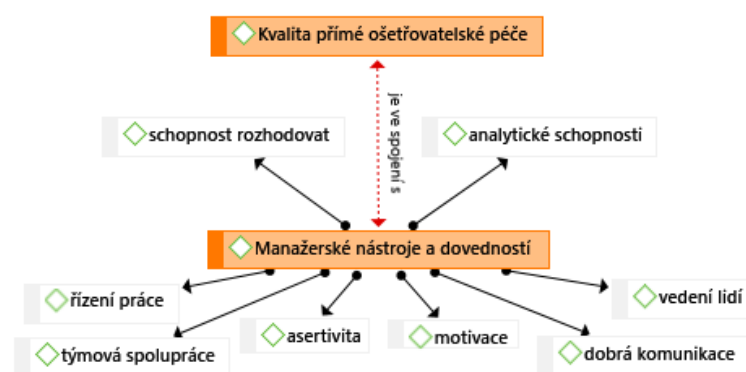 Kvalita přímé ošetřovatelské péče
je ve spojení s
schopnost rozhodovat
analytické schopnosti
Manažerské nástroje a dovedností
řízení práce
vedení lidí
asertivita
motivace
týmová spolupráce
dobrá komunikace